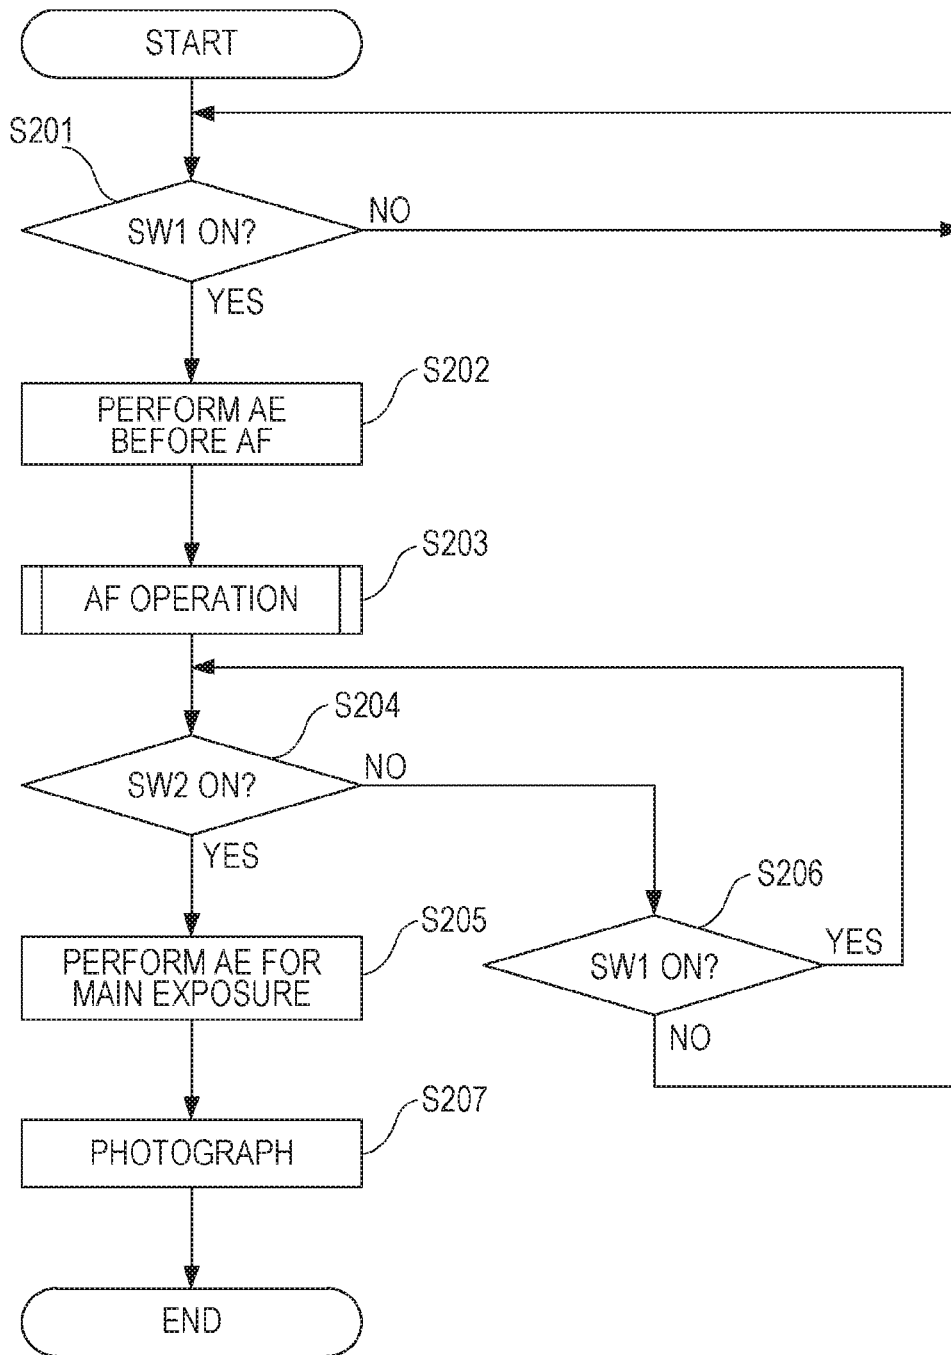 START
S201
SW1 ON?
NO
YES
S202
PERFORM AE
BEFORE AF
S203
AF OPERATION
S204
SW2 ON?
NO
YES
S206
SW1 ON?
YES
NO
S205
PERFORM AE FOR
MAIN EXPOSURE
S207
PHOTOGRAPH
END